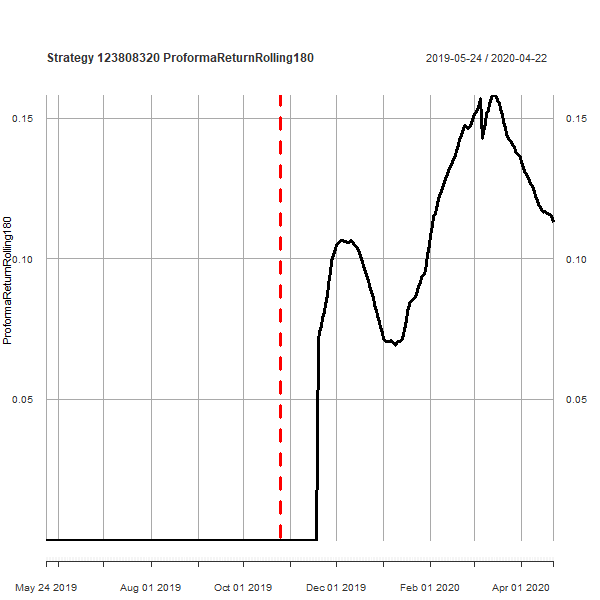 Strategy 123808320 ProformaReturnRolling180
2019-05-24 / 2020-04-22
0.15
0.15
0.10
0.10
0.05
0.05
ProformaReturnRolling180
May 24 2019
Aug 01 2019
Oct 01 2019
Dec 01 2019
Feb 01 2020
Apr 01 2020